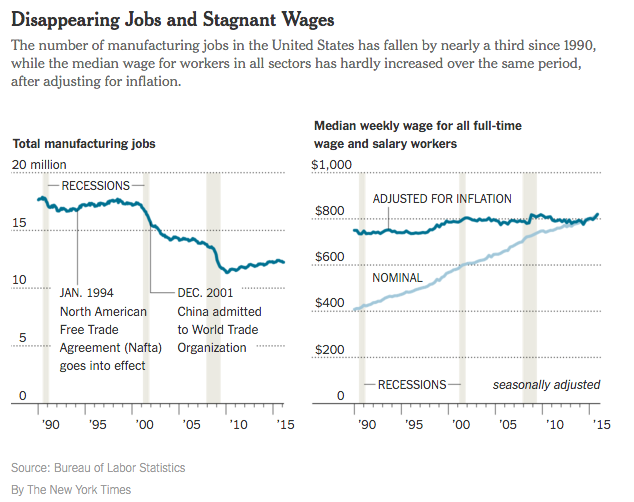 Disappearing Jobs and Stagnant Wages
The number of manufacturing jobs in the United States has fallen by nearly a third since 1990,
while the median wage for workers in all sectors has hardly increased over the same period,
after adjusting for inflation.
Total manufacturing jobs
20 million
RECESSIONS
15
10
JAN. 1994
North American
Free Trade
Agreement (Nafta)
goes into effect
DEC. 2001
China admitted
to World Trade
Organization
5
0
'90 '95 '00 '05 '10 '15
Median weekly wage for all full-time
wage and salary workers
$1,000
ADJUSTED FOR INFLATION
$800
$600
NOMINAL
$400
$200
RECESSIONS
seasonally adjusted
0
'90 '95 '00 '05 '10 '15
Source: Bureau of Labor Statistics
By The New York Times